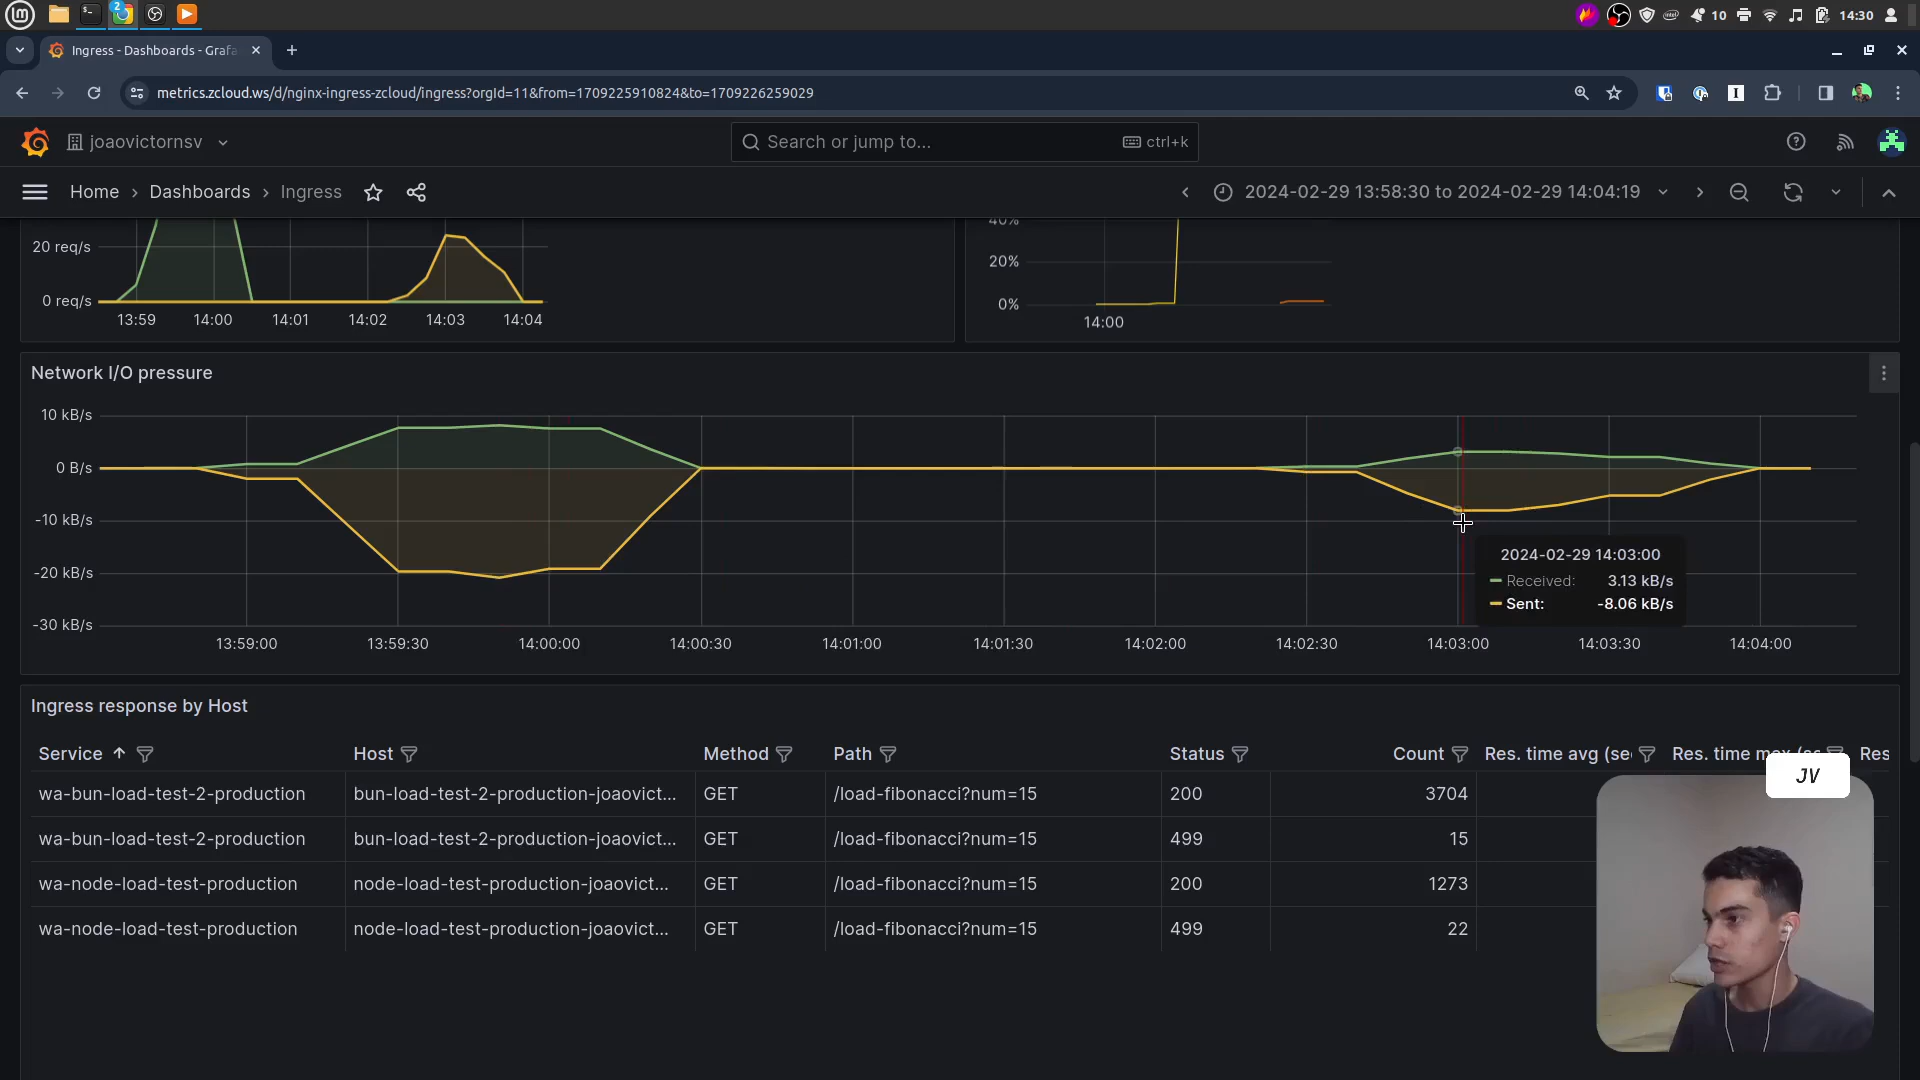 2
10
14:30
Ingress - Dashboards - Grafa
metrics.zcloud.ws/d/nginx-ingress-zcloud/ingress?orgId=11&from=1709225910824&to=1709226259029
joaovictornsv
Search or jump to...
ctrl+k
Home › Dashboards › Ingress
2024-02-29 13:58:30 to 2024-02-29 14:04:19
20 req/s
0 req/s
13:59 14:00 14:01 14:02 14:03 14:04
40%
20%
0%
14:00
Network I/O pressure
10 kB/s
0 B/s
-10 kB/s
-20 kB/s
-30 kB/s
13:59:00 13:59:30 14:00:00 14:00:30 14:01:00 14:01:30 14:02:00 14:02:30 14:03:00 14:03:30 14:04:00
2024-02-29 14:03:00
Received: 3.13 kB/s
Sent: -8.06 kB/s
Ingress response by Host
Service Host Method Path Status Count Res. time avg (sec Res. time max (se Res
wa-bun-load-test-2-production bun-load-test-2-production-joaovict... GET /load-fibonacci?num=15 200 3704
wa-bun-load-test-2-production bun-load-test-2-production-joaovict... GET /load-fibonacci?num=15 499 15
wa-node-load-test-production node-load-test-production-joaovict... GET /load-fibonacci?num=15 200 1273
wa-node-load-test-production node-load-test-production-joaovict... GET /load-fibonacci?num=15 499 22
JV